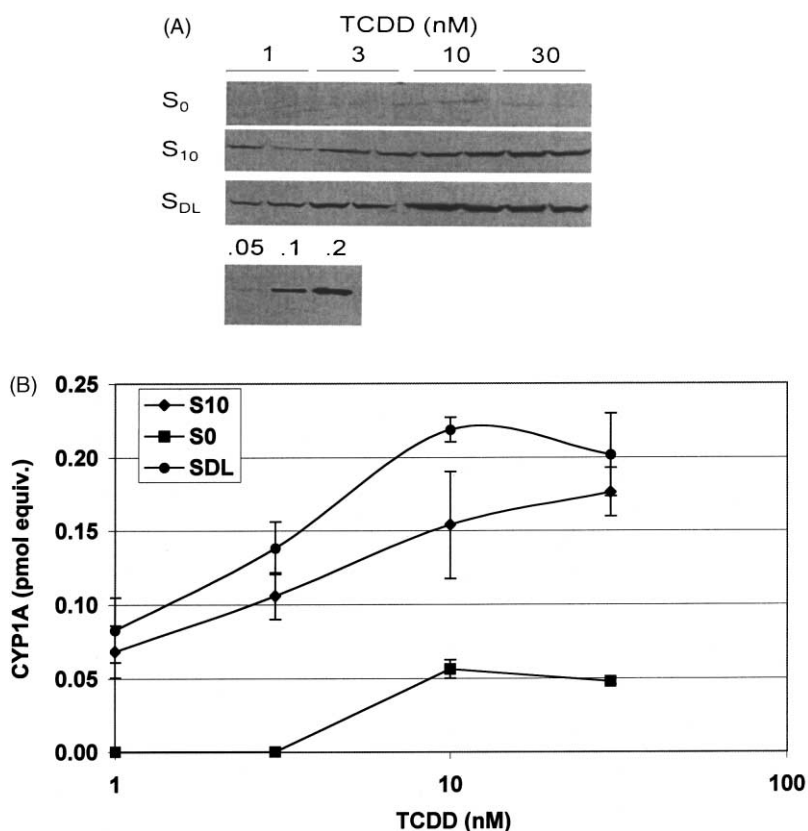 (A)
TCDD (nM)
1 3 10 30
S0
S10
SDL
.05 .1 .2
(B)
0.25
0.20
0.15
0.10
0.05
0.00
CYP1A (pmol equiv.)
S10
S0
SDL
1 10 100
TCDD (nM)